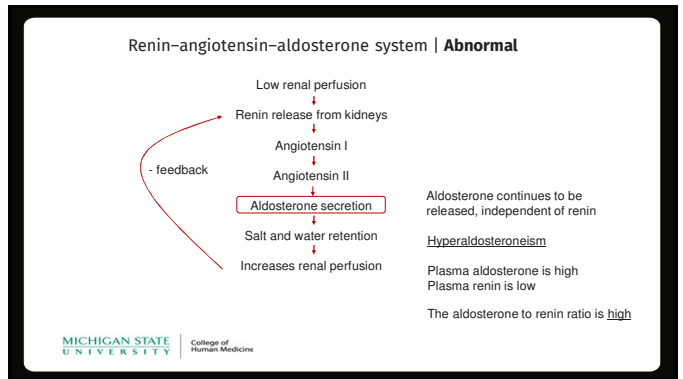 Renin–angiotensin–aldosterone system | Abnormal
Low renal perfusion
Renin release from kidneys
Angiotensin I
- feedback
Angiotensin II
Aldosterone secretion
Salt and water retention
Increases renal perfusion
Aldosterone continues to be
released, independent of renin
Hyperaldosteroneism
Plasma aldosterone is high
Plasma renin is low
The aldosterone to renin ratio is high
MICHIGAN STATE
UNIVERSITY
College of
Human Medicine